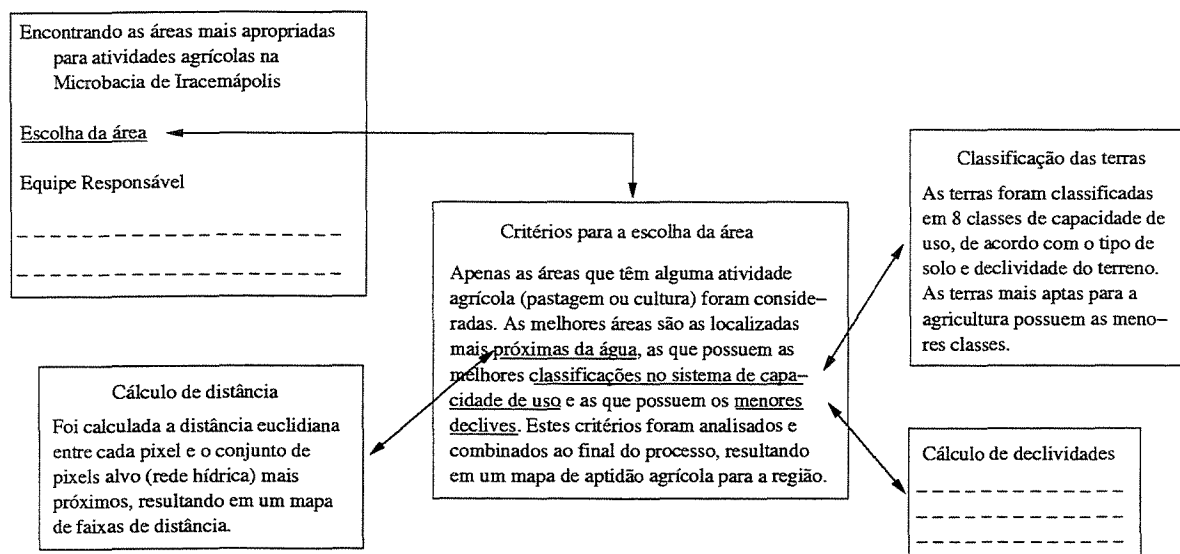 Encontrando as áreas mais apropriadas
para atividades agrícolas na
Microbacia de Iracemápolis
Escolha da área
Equipe Responsável
Critérios para a escolha da área
Apenas as áreas que têm alguma atividade
agrícola (pastagem ou cultura) foram conside–
radas. As melhores áreas são as localizadas
mais próximas da água, as que possuem as
melhores classificações no sistema de capa–
cidade de uso e as que possuem os menores
declives. Estes critérios foram analisados e
combinados ao final do processo, resultando
em um mapa de aptidão agrícola para a região.
Classificação das terras
As terras foram classificadas
em 8 classes de capacidade de
uso, de acordo com o tipo de
solo e declividade do terreno.
As terras mais aptas para a
agricultura possuem as meno–
res classes.
Cálculo de distância
Foi calculada a distância euclidiana
entre cada pixel e o conjunto de
pixels alvo (rede hídrica) mais
próximos, resultando em um mapa
de faixas de distância.
Cálculo de declividades